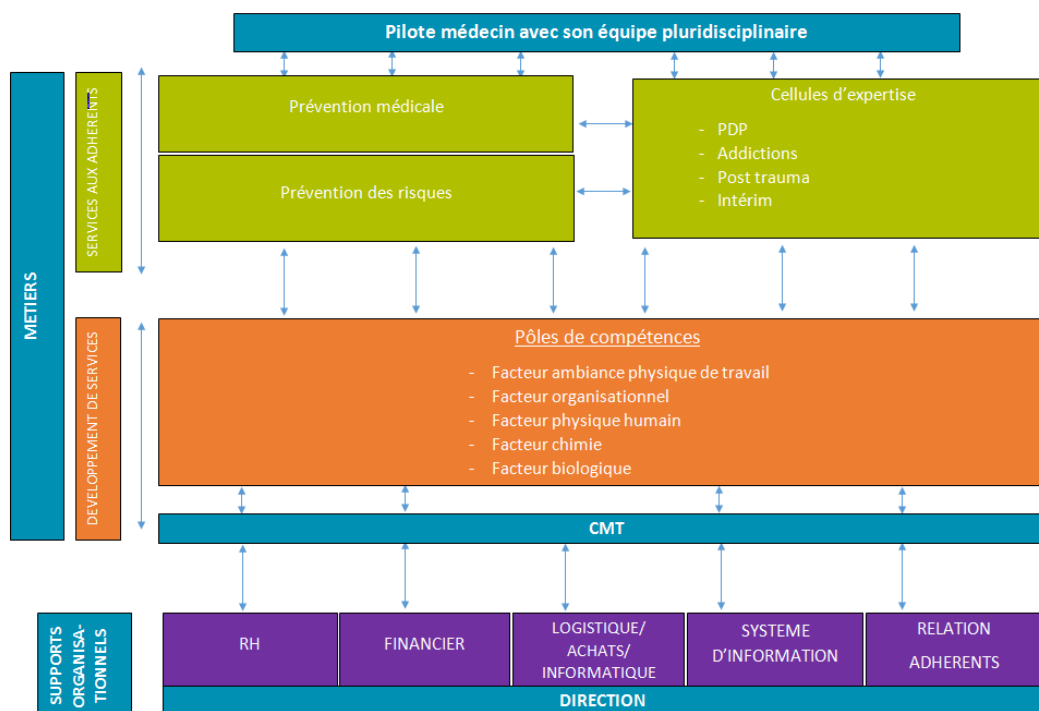 Pilote médecin avec son équipe pluridisciplinaire
METIERS
SERVICES AUX ADHERENTS
Prévention médicale
Prévention des risques
Cellules d'expertise
- PDP
- Addictions
- Post trauma
- Intérim
DEVELOPPEMENT DE SERVICES
Pôles de compétences
- Facteur ambiance physique de travail
- Facteur organisationnel
- Facteur physique humain
- Facteur chimie
- Facteur biologique
CMT
SUPPORTS
ORGANISA-
TIONNELS
RH
FINANCIER
LOGISTIQUE/
ACHATS/
INFORMATIQUE
SYSTEME
D'INFORMATION
RELATION
ADHERENTS
DIRECTION